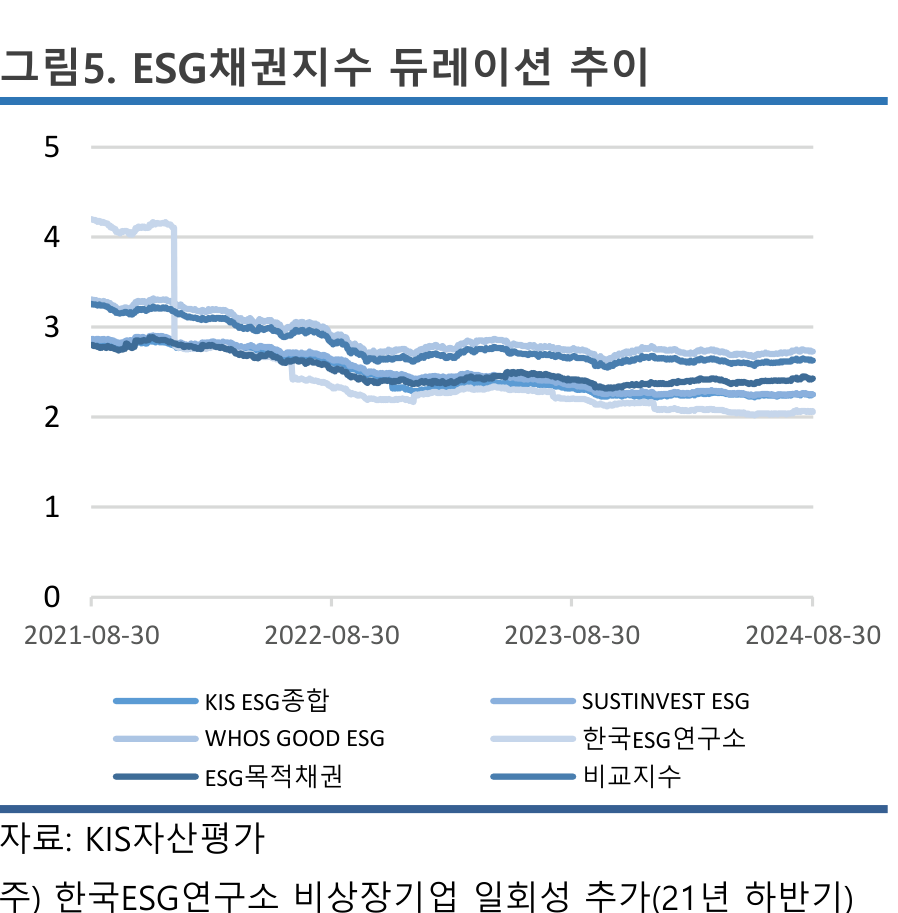 그림5. ESG채권지수 듀레이션 추이
5
4
3
2
1
0
2021-08-30 2022-08-30 2023-08-30 2024-08-30
KIS ESG종합 SUSTINVEST ESG
WHOS GOOD ESG 한국ESG연구소
ESG목적채권 비교지수
자료: KIS자산평가
주) 한국ESG연구소 비상장기업 일회성 추가(21년 하반기)